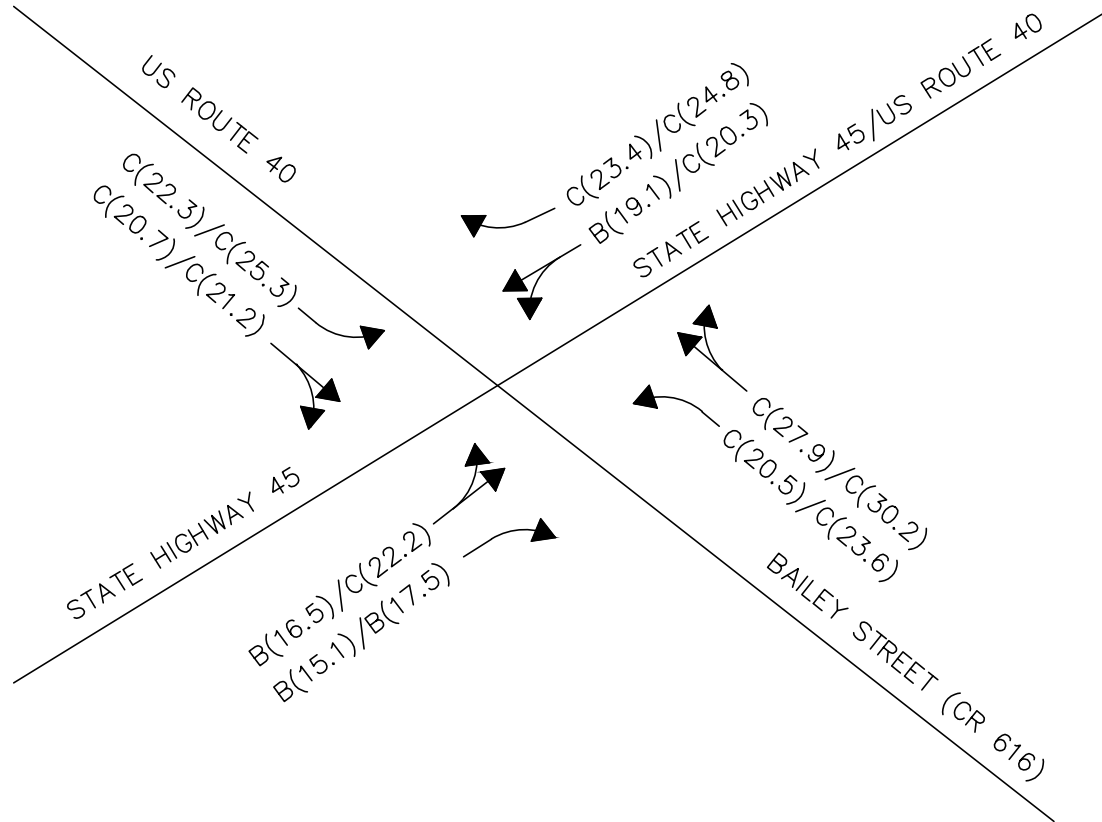 US ROUTE 40
STATE HIGHWAY 45/US ROUTE 40
C(23.4)/C(24.8)
B(19.1)/C(20.3)
C(22.3)/C(25.3)
C(20.7)/C(21.2)
C(27.9)/C(30.2)
C(20.5)/C(23.6)
STATE HIGHWAY 45
B(16.5)/C(22.2)
B(15.1)/B(17.5)
BAILEY STREET (CR 616)